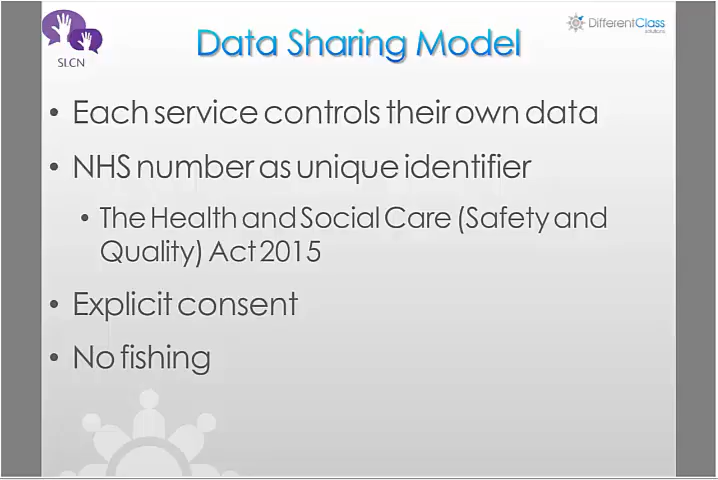 SLCN
DifferentClass
solutions
Data Sharing Model
• Each service controls their own data
• NHS number as unique identifier
• The Health and Social Care (Safety and
Quality) Act 2015
• Explicit consent
• No fishing